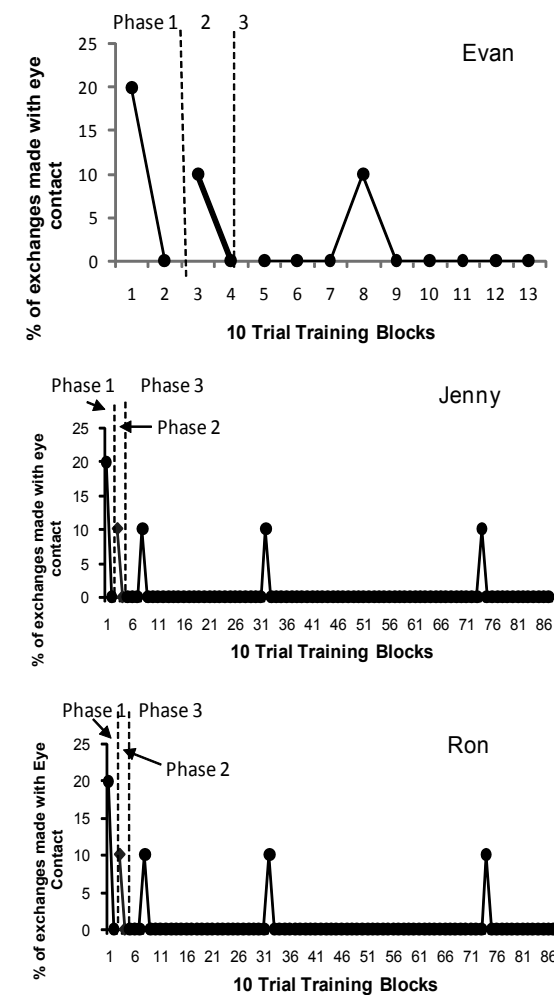 Phase 1 2 3
Evan
% of exchanges made with eye
contact
25
20
15
10
5
0
1 2 3 4 5 6 7 8 9 10 11 12 13
10 Trial Training Blocks
Phase 1 Phase 3
Jenny
Phase 2
% of exchanges made with eye
contact
25
20
15
10
5
0
1 6 11 16 21 26 31 36 41 46 51 56 61 66 71 76 81 86
10 Trial Training Blocks
Phase 1 Phase 3
Ron
Phase 2
% of exchanges made with Eye
Contact
25
20
15
10
5
0
1 6 11 16 21 26 31 36 41 46 51 56 61 66 71 76 81 86
10 Trial Training Blocks